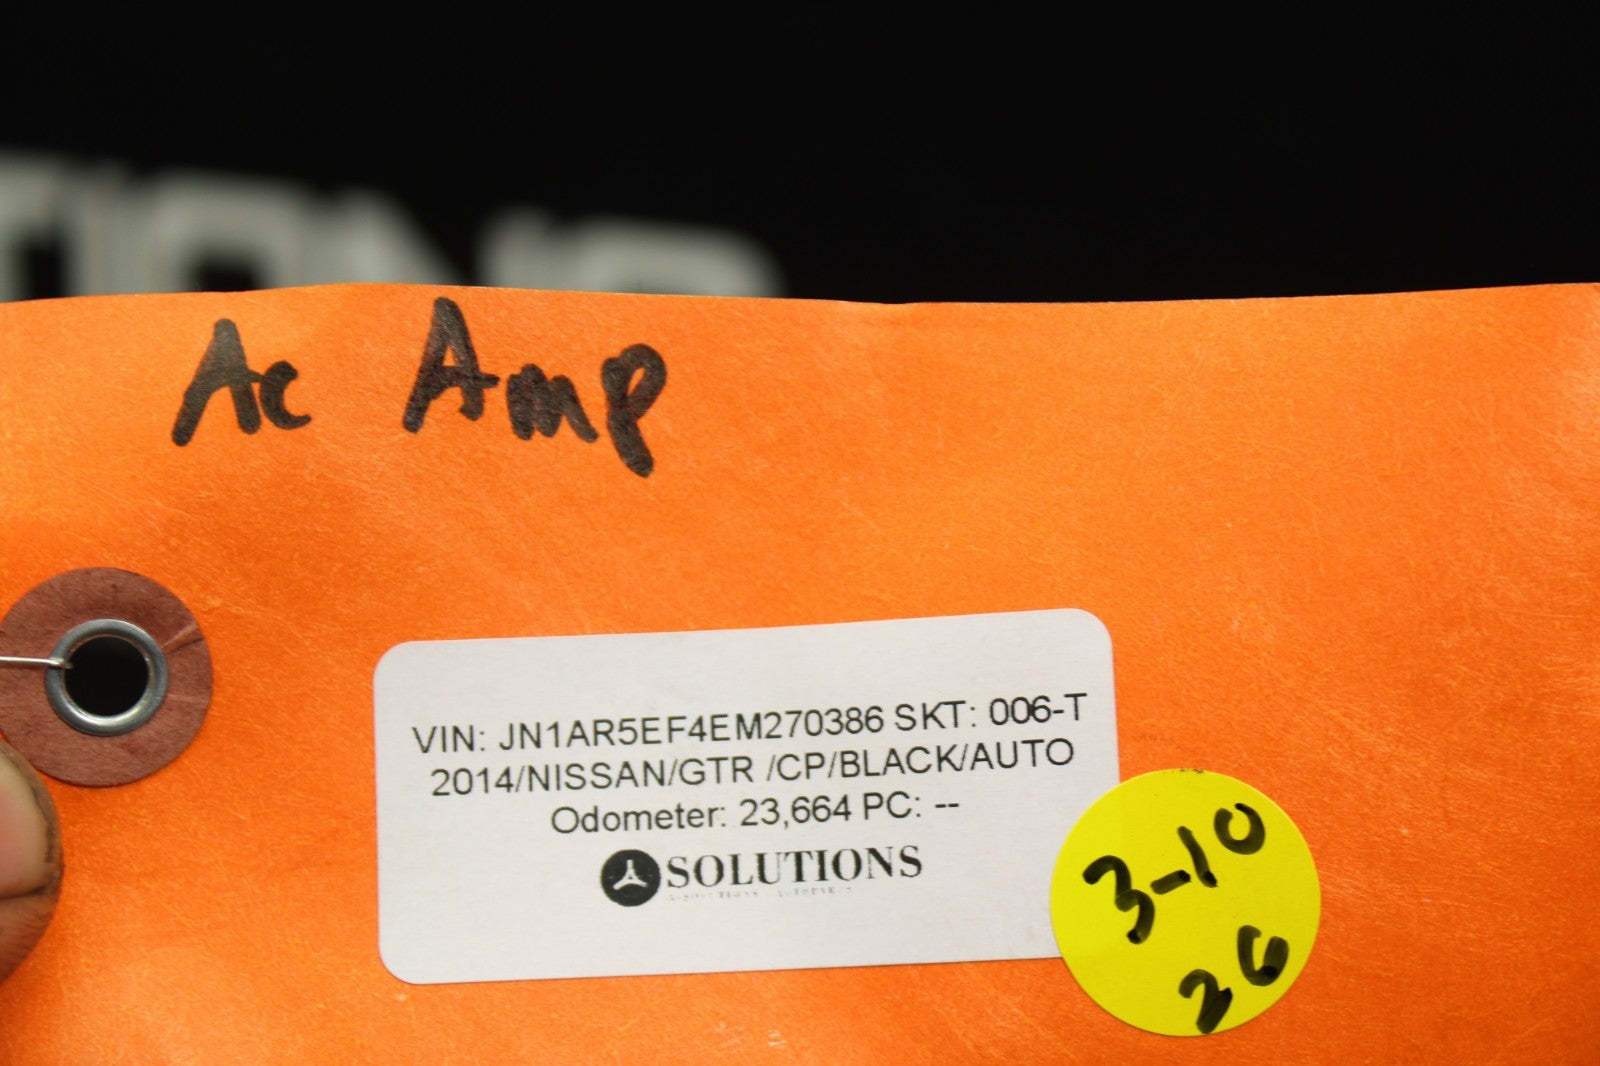 Ac Amp
VIN: JN1AR5EF4EM270386 SKT: 006-T
2014/NISSAN/GTR /CP/BLACK/AUTO
Odometer: 23,664 PC: --
SOLUTIONS
3-10
26